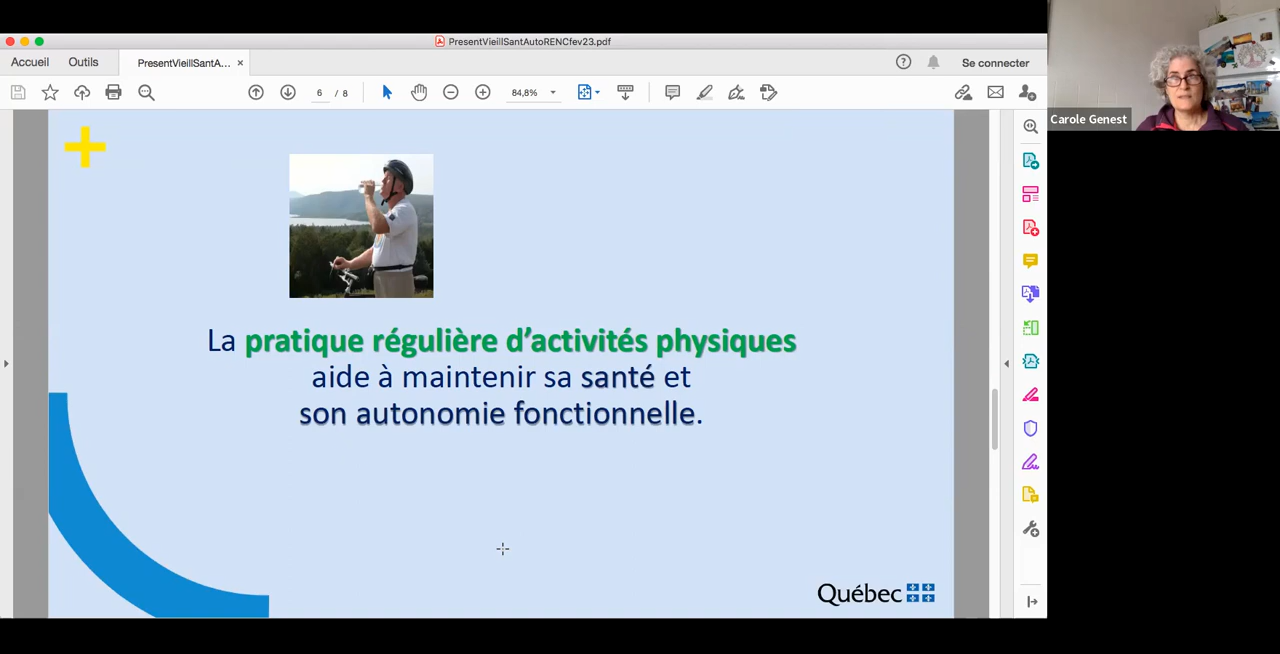 PresentVieillSantAutoRENCfev23.pdf
Accueil
Outils
PresentVieillSantA... ×
Se connecter
6 / 8
84,8%
Carole Genest
La pratique régulière d’activités physiques
aide à maintenir sa santé et
son autonomie fonctionnelle.
Québec